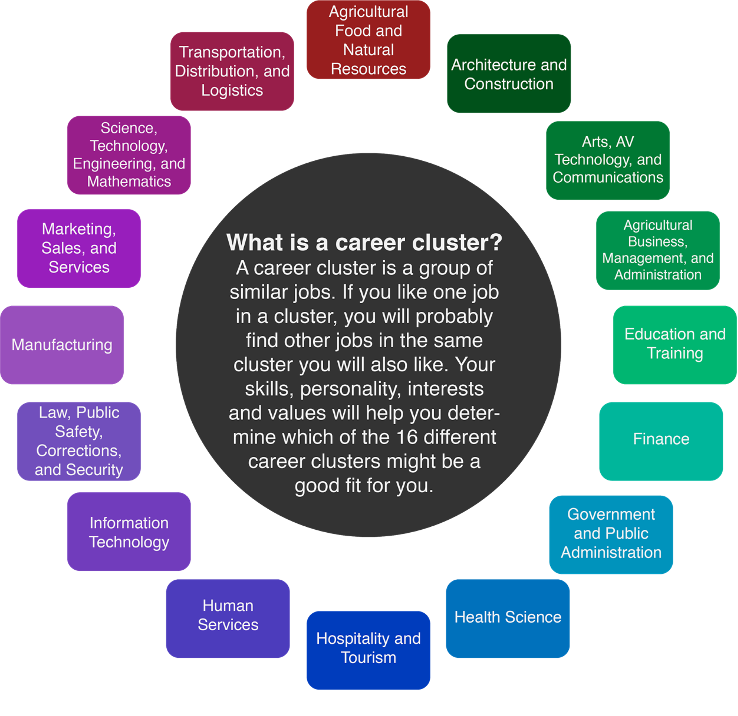 Agricultural
Food and
Natural
Resources
Architecture and
Construction
Arts, AV
Technology, and
Communications
Agricultural
Business,
Management, and
Administration
Education and
Training
Finance
Government
and Public
Administration
Health Science
Hospitality and
Tourism
Human
Services
Information
Technology
Law, Public
Safety,
Corrections,
and Security
Manufacturing
Marketing,
Sales, and
Services
Science,
Technology,
Engineering, and
Mathematics
Transportation,
Distribution, and
Logistics
What is a career cluster?
A career cluster is a group of
similar jobs. If you like one job
in a cluster, you will probably
find other jobs in the same
cluster you will also like. Your
skills, personality, interests
and values will help you deter-
mine which of the 16 different
career clusters might be a
good fit for you.